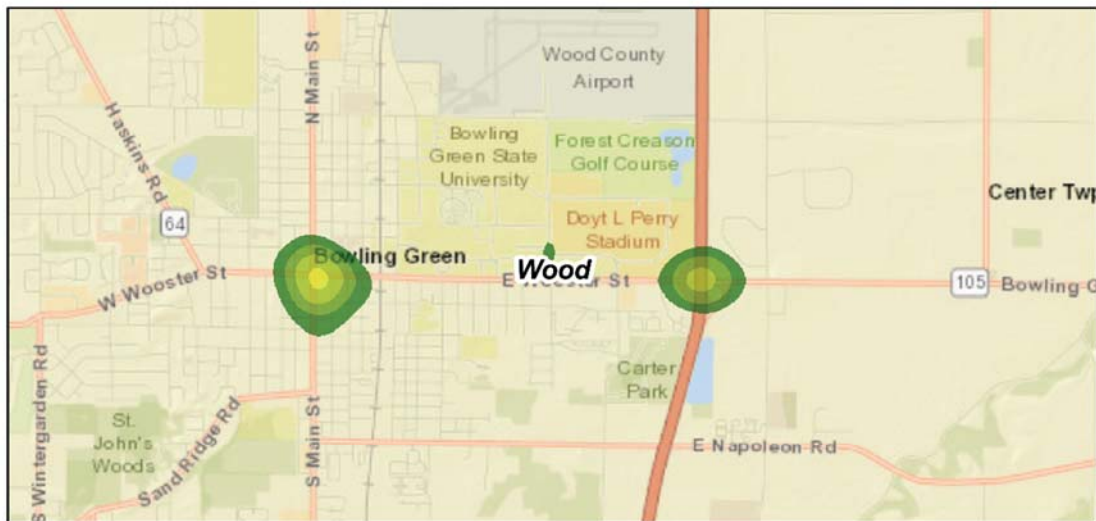 N Main St
Wood County
Airport
Haskins Rd
Bowling
Green State
University
Forest Creason
Golf Course
Center Twp
64
Doyt L Perry
Stadium
Bowling Green
Wood
W Wooster St
E Wooster St
105
Bowling G
Carter
Park
S Wintergarden Rd
St.
John's
Woods
Sand Ridge Rd
S Main St
E Napoleon Rd